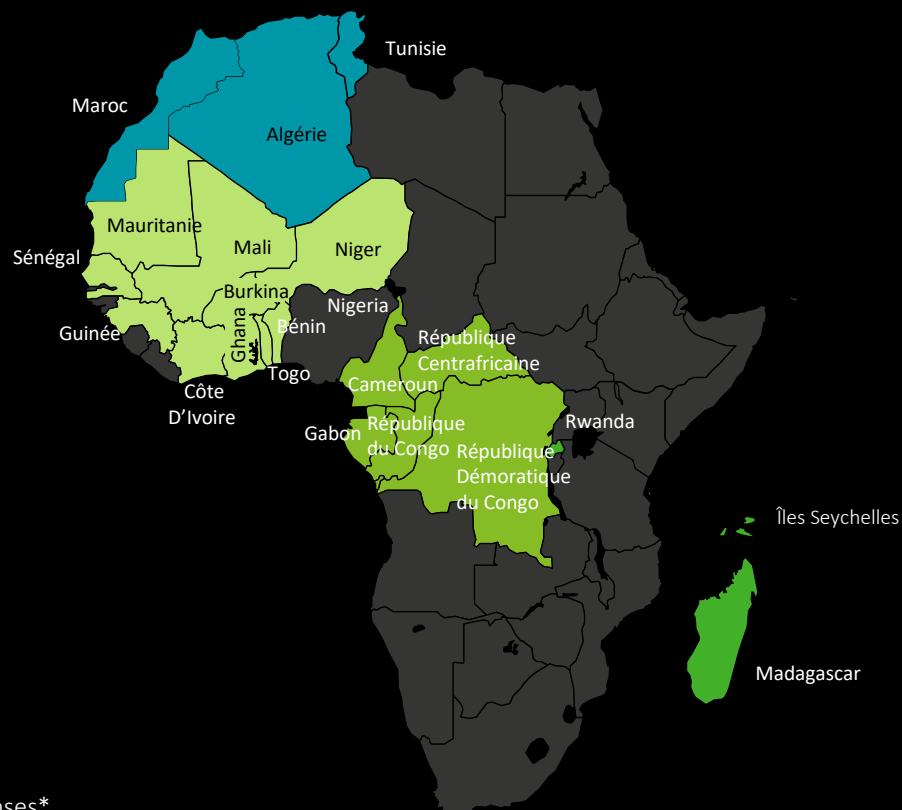 Tunisie
Maroc
Algérie
Mauritanie
Mali
Niger
Sénégal
Burkina
Nigeria
Guinée
Ghana
Bénin
République
Centrafricaine
Togo
Cameroun
Côte
D'Ivoire
Gabon
République
du Congo
Rwanda
République
Démoratique
du Congo
Îles Seychelles
Madagascar